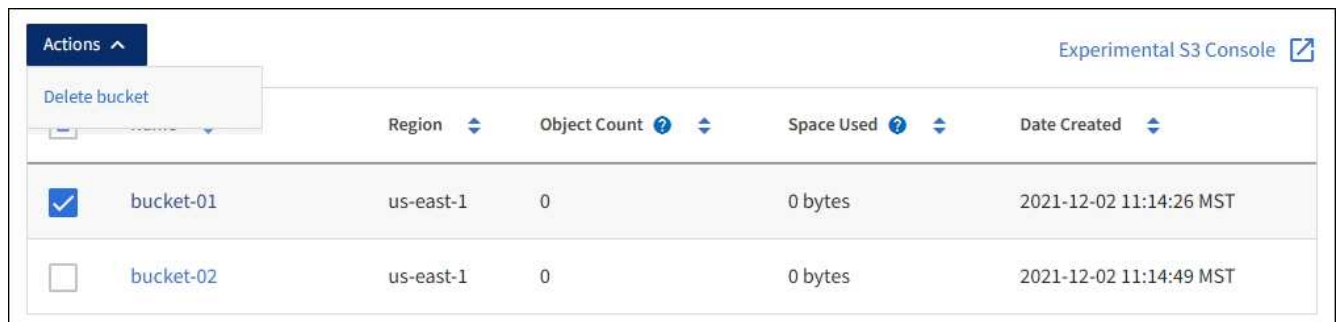 Actions
Experimental S3 Console
Delete bucket
Region Object Count ? Space Used ? Date Created
bucket-01 us-east-1 0 0 bytes 2021-12-02 11:14:26 MST
bucket-02 us-east-1 0 0 bytes 2021-12-02 11:14:49 MST